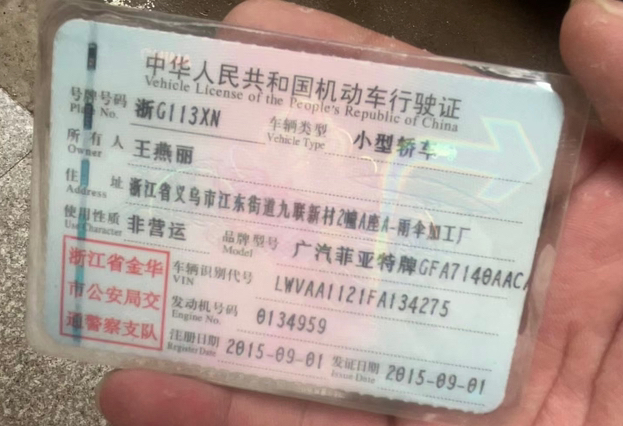 中华人民共和国机动车行驶证
Vehicle License of the People's Republic of China
号牌号码 浙G113XN 车辆类型 小型轿车
Plate No. Vehicle Type
所有人 王燕丽
Owner
住址 浙江省义乌市江东街道九联新村2幢A座A-雨伞加工厂
Address
使用性质 非营运 品牌型号 广汽菲亚特牌GFA7140AACA
Use Character Model
浙江省金华
市公安局交
通警察支队
车辆识别代号 LWVAA1121FA134275
VIN
发动机号码 0134959
Engine No.
注册日期 2015-09-01 发证日期 2015-09-01
Register Date Issue Date